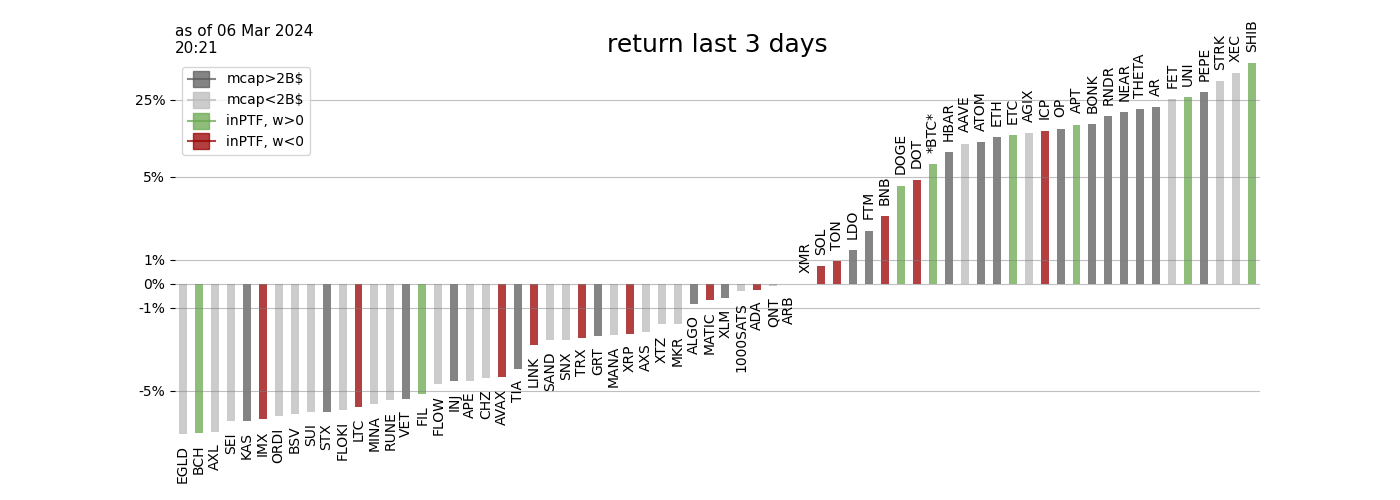 as of 06 Mar 2024
20:21
return last 3 days
mcap>2B$
mcap<2B$
inPTF, w>0
inPTF, w<0
25%
5%
1%
0%
-1%
-5%
EGLD
BCH
AXL
SEI
KAS
IMX
ORDI
BSV
SUI
STX
FLOKI
LTC
MINA
RUNE
VET
FIL
FLOW
INJ
APE
CHZ
AVAX
TIA
LINK
SAND
SNX
TRX
GRT
MANA
XRP
AXS
XTZ
MKR
ALGO
MATIC
XLM
1000SATS
ADA
QNT
ARB
XMR
SOL
TON
LDO
FTM
BNB
DOGE
DOT
*BTC*
HBAR
AAVE
ATOM
ETH
ETC
AGIX
ICP
OP
APT
BONK
RNDR
NEAR
THETA
AR
FET
UNI
PEPE
STRK
XEC
SHIB